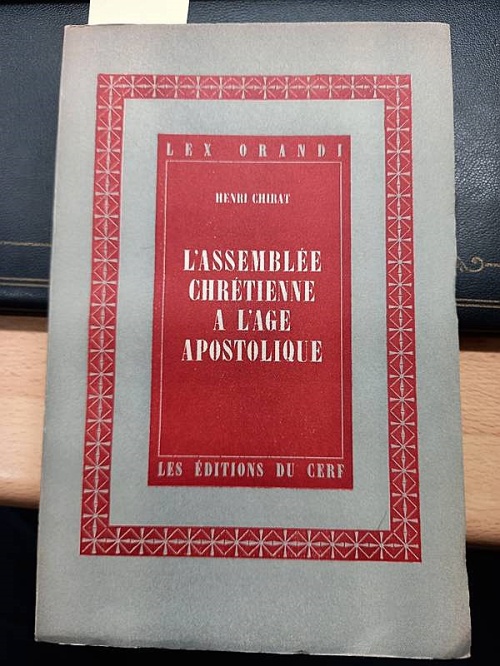 LEX ORANDI
HENRI CHIRAT
L'ASSEMBLÉE
CHRÉTIENNE
A L'AGE
APOSTOLIQUE
LES ÉDITIONS DU CERF